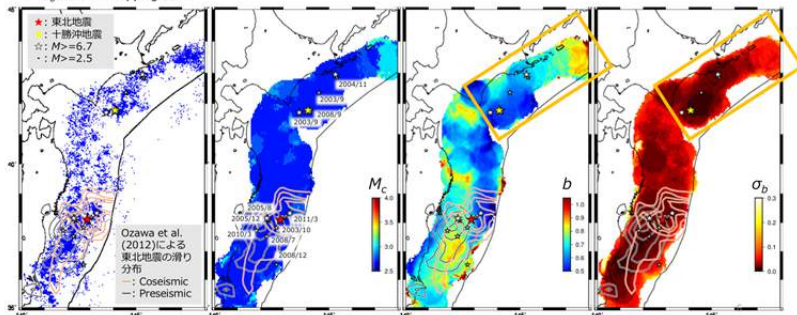 ★: 東北地震
★: 十勝沖地震
☆: M>=6.7
・: M>=2.5
Ozawa et al.
(2012)による
東北地震の滑り
分布
—: Coseismic
—: Preseismic
2004/11
2003/9
2008/9
2003/9
2005/8
2005/12
2011/3
2010/3
2003/10
2008/7
2008/12
Mc
4.0
3.5
3.0
2.5
b
1.0
0.9
0.8
0.7
0.6
0.5
σb
0.3
0.2
0.1
0.0